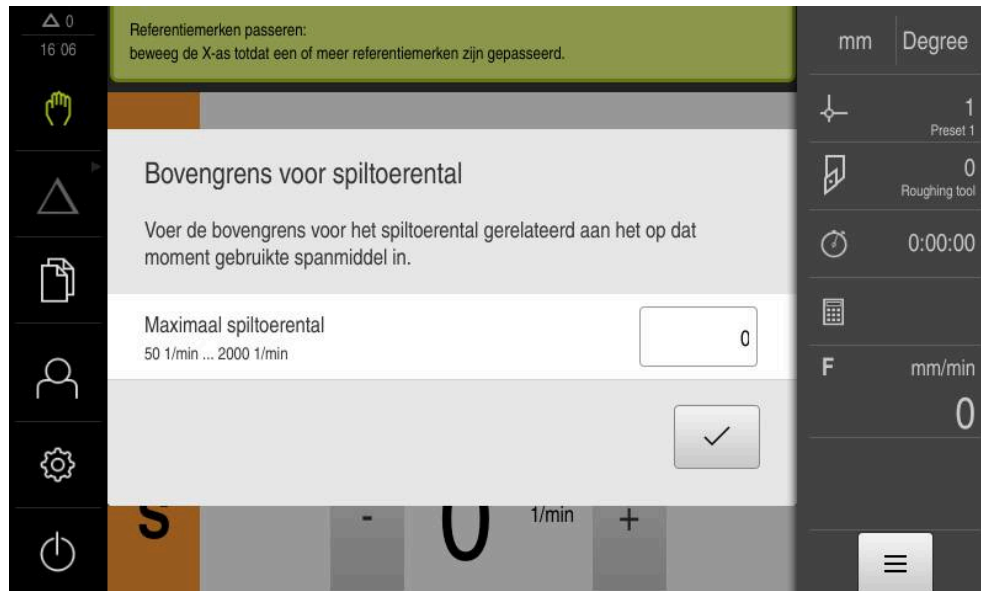 0
16 06
Referentiemerken passeren:
beweeg de X-as totdat een of meer referentiemerken zijn gepasseerd.
mm Degree
1
Preset 1
0
Roughing tool
0:00:00
F mm/min
0
Bovengrens voor spiltoerental
Voer de bovengrens voor het spiltoerental gerelateerd aan het op dat
moment gebruikte spanmiddel in.
Maximaal spiltoerental
50 1/min ... 2000 1/min
0
S - 0 1/min +